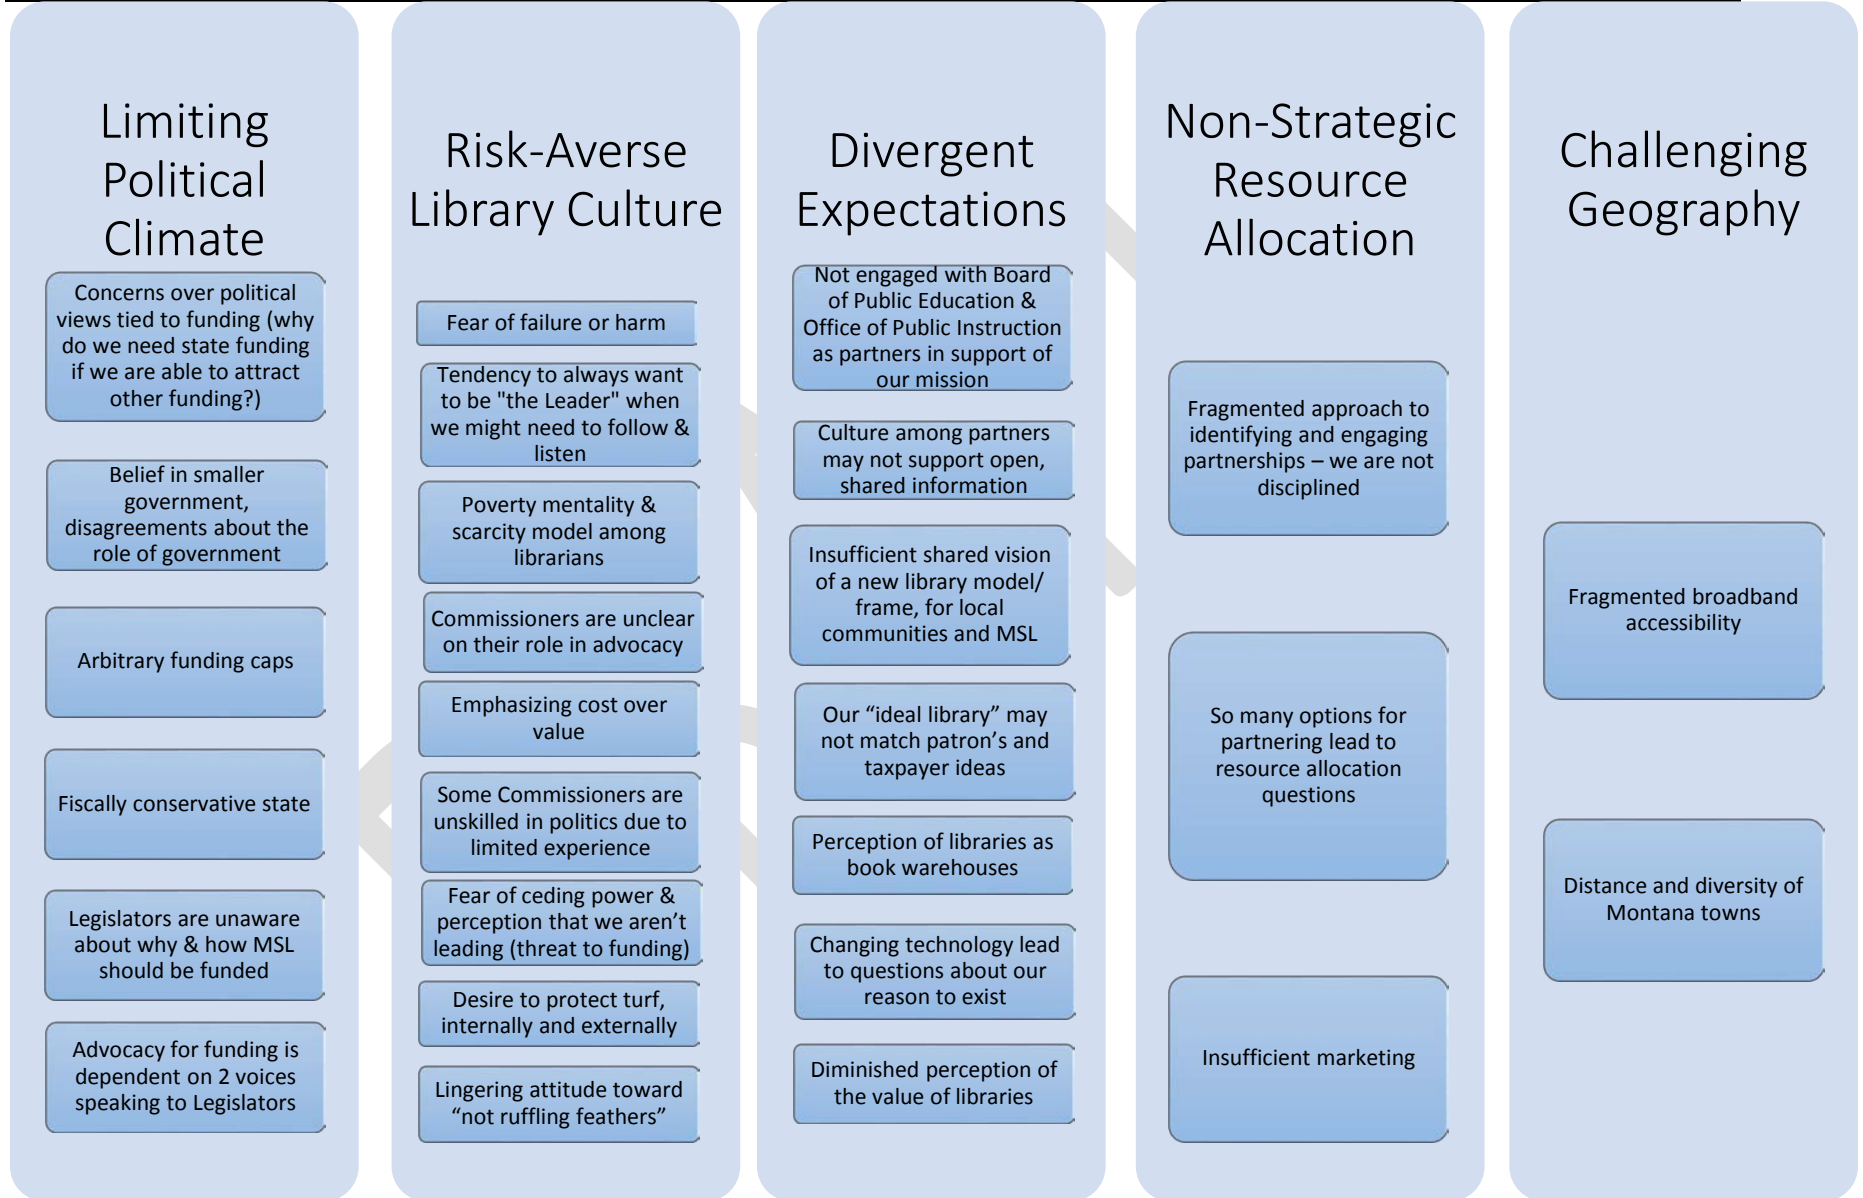 Limiting
Political
Climate
Concerns over political
views tied to funding (why
do we need state funding
if we are able to attract
other funding?)
Belief in smaller
government,
disagreements about the
role of government
Arbitrary funding caps
Fiscally conservative state
Legislators are unaware
about why & how MSL
should be funded
Advocacy for funding is
dependent on 2 voices
speaking to Legislators
Risk-Averse
Library Culture
Fear of failure or harm
Tendency to always want
to be "the Leader" when
we might need to follow &
listen
Poverty mentality &
scarcity model among
librarians
Commissioners are unclear
on their role in advocacy
Emphasizing cost over
value
Some Commissioners are
unskilled in politics due to
limited experience
Fear of ceding power &
perception that we aren’t
leading (threat to funding)
Desire to protect turf,
internally and externally
Lingering attitude toward
“not ruffling feathers”
Divergent
Expectations
Not engaged with Board
of Public Education &
Office of Public Instruction
as partners in support of
our mission
Culture among partners
may not support open,
shared information
Insufficient shared vision
of a new library model/
frame, for local
communities and MSL
Our “ideal library” may
not match patron’s and
taxpayer ideas
Perception of libraries as
book warehouses
Changing technology lead
to questions about our
reason to exist
Diminished perception of
the value of libraries
Non-Strategic
Resource
Allocation
Fragmented approach to
identifying and engaging
partnerships – we are not
disciplined
So many options for
partnering lead to
resource allocation
questions
Insufficient marketing
Challenging
Geography
Fragmented broadband
accessibility
Distance and diversity of
Montana towns